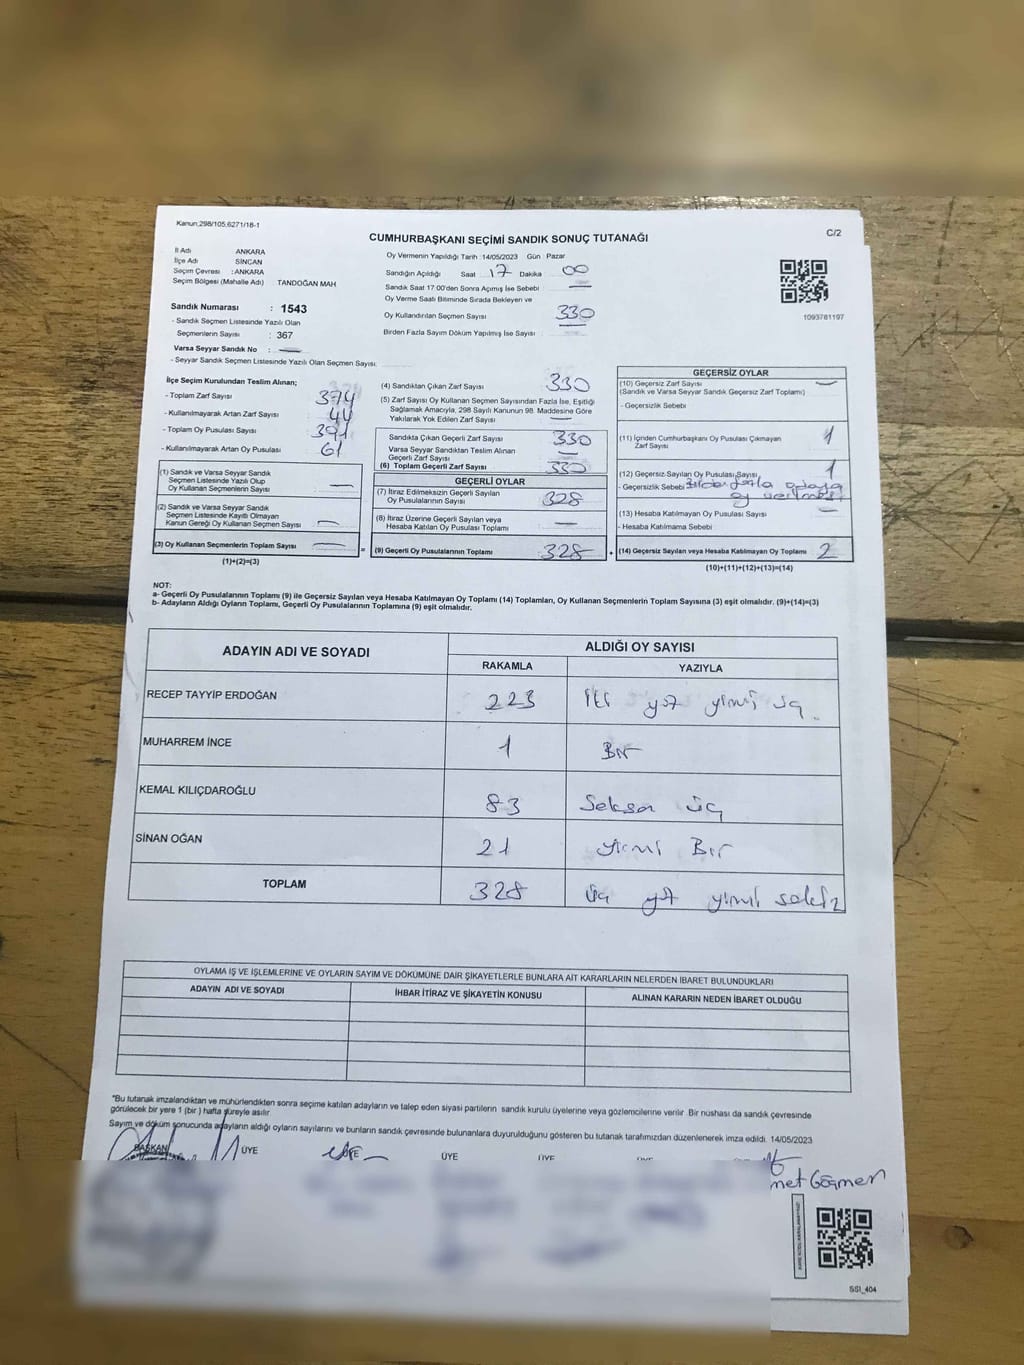 Kanun,298/105,6271/18-1
C/2
CUMHURBAŞKANI SEÇİMİ SANDIK SONUÇ TUTANAĞI
İl Adı ANKARA
İlçe Adı SİNCAN
Seçim Çevresi : ANKARA
Seçim Bölgesi (Mahalle Adı) TANDOĞAN MAH
Oy Vermenin Yapıldığı Tarih :14/05/2023 Gün : Pazar
Sandığın Açıldığı Saat 17 Dakika 00
Sandık Saat 17:00'den Sonra Açımış İse Sebebi
Oy Verme Saati Bitiminde Sırada Bekleyen ve
Oy Kullandırılan Seçmen Sayısı 330
Birden Fazla Sayım Döküm Yapılmış İse Sayısı
1093781197
Sandık Numarası : 1543
- Sandık Seçmen Listesinde Yazılı Olan
Seçmenlerin Sayısı : 367
Varsa Seyyar Sandık No :
- Seyyar Sandık Seçmen Listesinde Yazılı Olan Seçmen Sayısı
İlçe Seçim Kurulundan Teslim Alınan;
- Toplam Zarf Sayısı 374
- Kullanılmayarak Artan Zarf Sayısı 44
- Toplam Oy Pusulası Sayısı 391
- Kullanılmayarak Artan Oy Pusulası 61
(1) Sandık ve Varsa Seyyar Sandık
Seçmen Listesinde Yazılı Olup
Oy Kullanan Seçmenlerin Sayısı
(2) Sandık ve Varsa Seyyar Sandık
Seçmen Listesinde Kayıtlı Olmayan
Kanun Gereği Oy Kullanan Seçmen Sayısı
(3) Oy Kullanan Seçmenlerin Toplam Sayısı
(1)+(2)=(3)
(4) Sandıktan Çıkan Zarf Sayısı 330
(5) Zarf Sayısı Oy Kullanan Seçmen Sayısından Fazla İse, Eşitliği
Sağlamak Amacıyla, 298 Sayılı Kanunun 98. Maddesine Göre
Yakılarak Yok Edilen Zarf Sayısı
Sandıkta Çıkan Geçerli Zarf Sayısı 330
Varsa Seyyar Sandıktan Teslim Alınan
Geçerli Zarf Sayısı
(6) Toplam Geçerli Zarf Sayısı 330
GEÇERLİ OYLAR
(7) İtiraz Edilmeksizin Geçerli Sayılan
Oy Pusulalarının Sayısı 328
(8) İtiraz Üzerine Geçerli Sayılan veya
Hesaba Katılan Oy Pusulası Toplamı
= (9) Geçerli Oy Pusulalarının Toplamı 328
GEÇERSİZ OYLAR
(10) Geçersiz Zarf Sayısı
(Sandık ve Varsa Seyyar Sandık Geçersiz Zarf Toplamı)
- Geçersizlik Sebebi
(11) İçinden Cumhurbaşkanı Oy Pusulası Çıkmayan
Zarf Sayısı 1
(12) Geçersiz Sayılan Oy Pusulası Sayısı 1
- Geçersizlik Sebebi Birden fazla adaya
oy verilmesi
(13) Hesaba Katılmayan Oy Pusulası Sayısı
- Hesaba Katılmama Sebebi
+ (14) Geçersiz Sayılan veya Hesaba Katılmayan Oy Toplamı 2
(10)+(11)+(12)+(13)=(14)
NOT:
a- Geçerli Oy Pusulalarının Toplamı (9) ile Geçersiz Sayılan veya Hesaba Katılmayan Oy Toplamı (14) Toplamları, Oy Kullanan Seçmenlerin Toplam Sayısına (3) eşit olmalıdır. (9)+(14)=(3)
b- Adayların Aldığı Oyların Toplamı, Geçerli Oy Pusulalarının Toplamına (9) eşit olmalıdır.
ADAYIN ADI VE SOYADI ALDIĞI OY SAYISI
RAKAMLA YAZIYLA
RECEP TAYYİP ERDOĞAN 223 İki yüz yirmi üç
MUHARREM İNCE 1 Bir
KEMAL KILIÇDAROĞLU 83 Seksen üç
SİNAN OĞAN 21 yirmi Bir
TOPLAM 328 üç yüz yirmi sekiz
OYLAMA İŞ VE İŞLEMLERİNE VE OYLARIN SAYIM VE DÖKÜMÜNE DAİR ŞİKAYETLERLE BUNLARA AİT KARARLARIN NELERDEN İBARET BULUNDUKLARI
ADAYIN ADI VE SOYADI İHBAR İTİRAZ VE ŞİKAYETİN KONUSU ALINAN KARARIN NEDEN İBARET OLDUĞU
"Bu tutanak imzalandıktan ve mühürlendikten sonra seçime katılan adayların ve talep eden siyasi partilerin sandık kurulu üyelerine veya gözlemcilerine verilir. Bir nüshası da sandık çevresinde
görülecek bir yere 1 (bir) hafta süreyle asılır.
Sayım ve döküm sonucunda adayların aldığı oyların sayılarını ve bunların sandık çevresinde bulunanlara duyurulduğunu gösteren bu tutanak tarafımızdan düzenlenerek imza edildi. 14/05/2023
BAŞKAN ÜYE ÜYE ÜYE ÜYE
met Göçmen
SSI_404